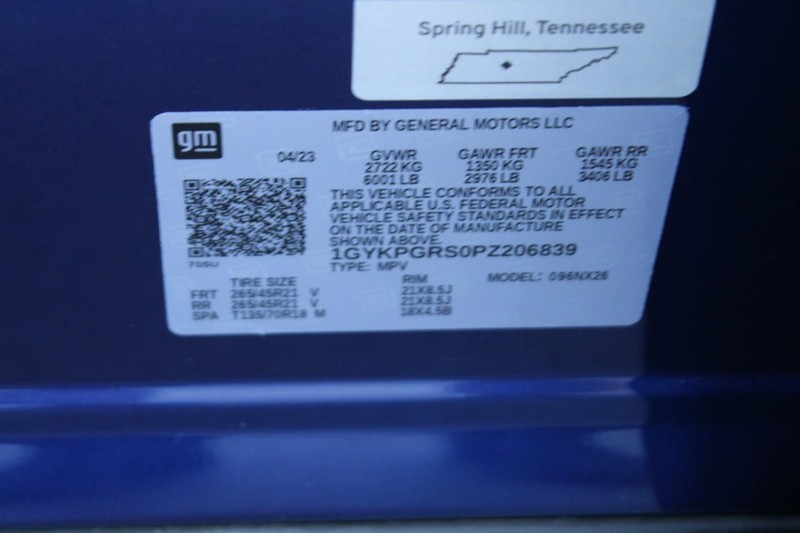 Spring Hill, Tennessee
gm
MFD BY GENERAL MOTORS LLC
04/23 GVWR GAWR FRT GAWR RR
2722 KG 1350 KG 1545 KG
6001 LB 2976 LB 3406 LB
THIS VEHICLE CONFORMS TO ALL
APPLICABLE U.S. FEDERAL MOTOR
VEHICLE SAFETY STANDARDS IN EFFECT
ON THE DATE OF MANUFACTURE
SHOWN ABOVE.
1GYKPGRS0PZ206839
TYPE: MPV MODEL: 096NX26
TIRE SIZE RIM
FRT 265/45R21 V 21X8.5J
RR 265/45R21 V 21X8.5J
SPA T135/70R18 M 18X4.5B